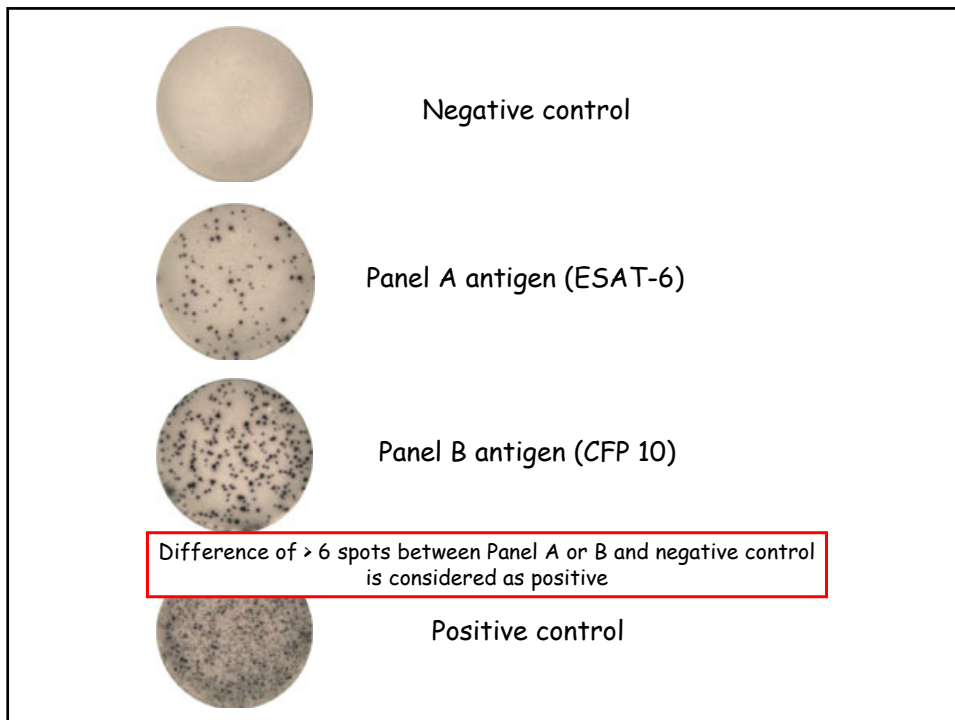 Negative control
Panel A antigen (ESAT-6)
Panel B antigen (CFP 10)
Difference of > 6 spots between Panel A or B and negative control
is considered as positive
Positive control